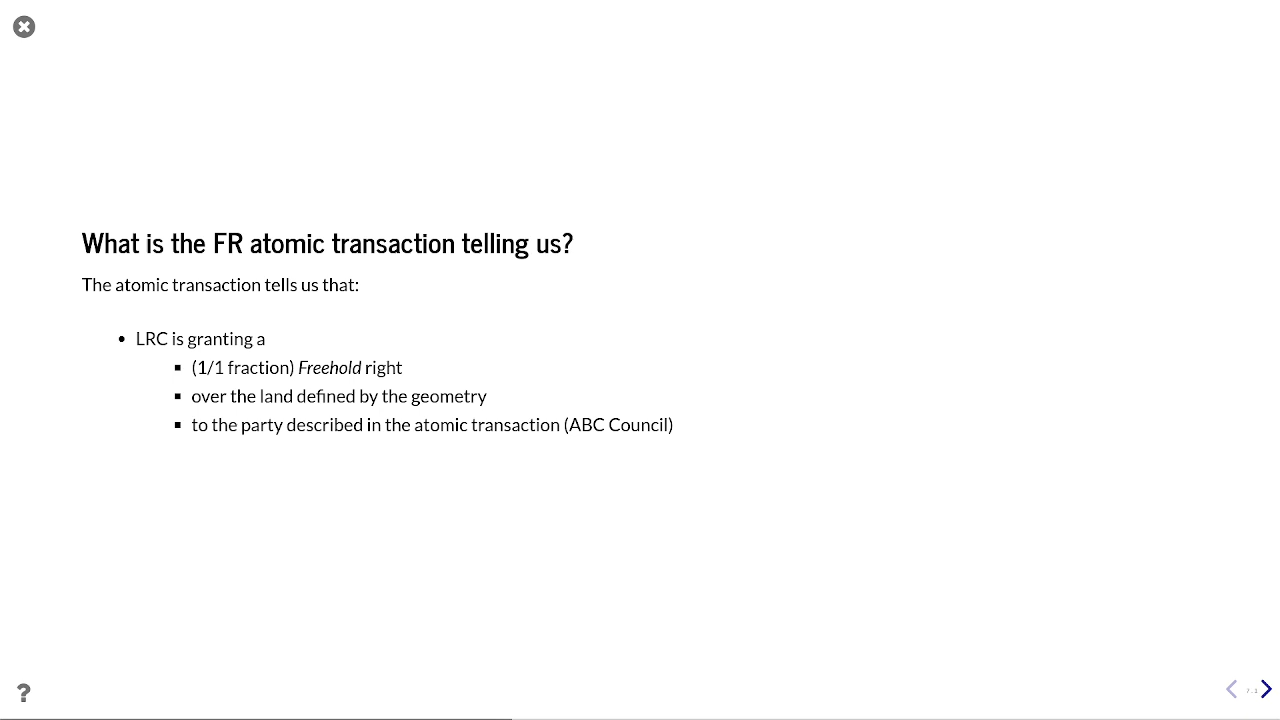 What is the FR atomic transaction telling us?
The atomic transaction tells us that:
• LRC is granting a
▪ (1/1 fraction) Freehold right
▪ over the land defined by the geometry
▪ to the party described in the atomic transaction (ABC Council)
?